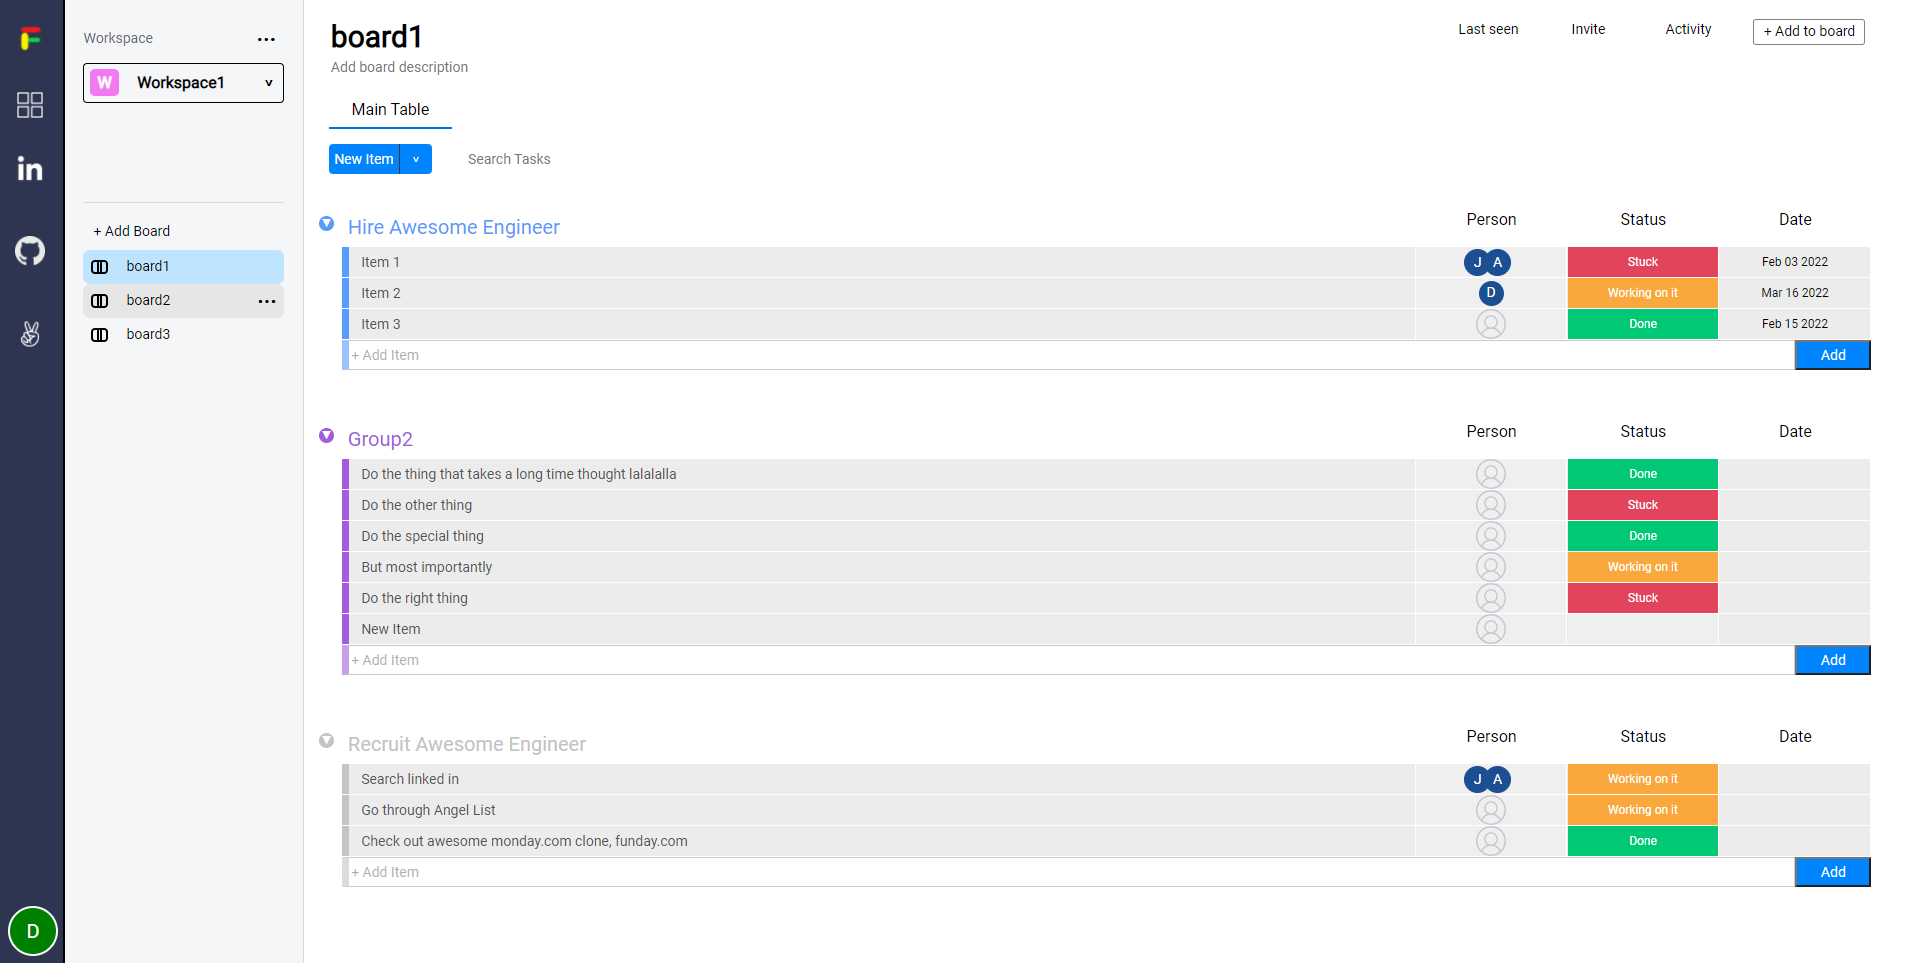 Workspace
...
W Workspace1 v
+ Add Board
board1
board2 ...
board3
F
in
D
board1
Add board description
Last seen Invite Activity + Add to board
Main Table
New Item v Search Tasks
Hire Awesome Engineer Person Status Date
Item 1 J A Stuck Feb 03 2022
Item 2 D Working on it Mar 16 2022
Item 3 Done Feb 15 2022
+ Add Item Add
Group2 Person Status Date
Do the thing that takes a long time thought lalalalla Done
Do the other thing Stuck
Do the special thing Done
But most importantly Working on it
Do the right thing Stuck
New Item
+ Add Item Add
Recruit Awesome Engineer Person Status Date
Search linked in J A Working on it
Go through Angel List Working on it
Check out awesome monday.com clone, funday.com Done
+ Add Item Add